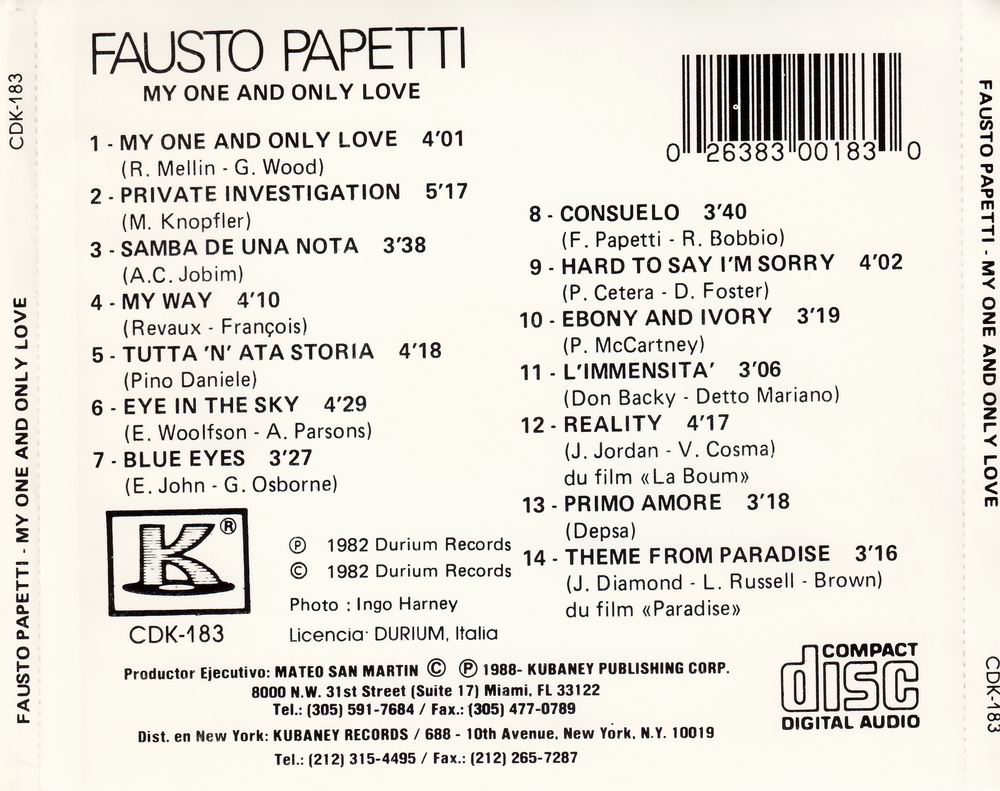 FAUSTO PAPETTI
MY ONE AND ONLY LOVE
1 - MY ONE AND ONLY LOVE 4'01
(R. Mellin - G. Wood)
2 - PRIVATE INVESTIGATION 5'17
(M. Knopfler)
3 - SAMBA DE UNA NOTA 3'38
(A.C. Jobim)
4 - MY WAY 4'10
(Revaux - François)
5 - TUTTA 'N' ATA STORIA 4'18
(Pino Daniele)
6 - EYE IN THE SKY 4'29
(E. Woolfson - A. Parsons)
7 - BLUE EYES 3'27
(E. John - G. Osborne)
0 26383 00183 0
8 - CONSUELO 3'40
(F. Papetti - R. Bobbio)
9 - HARD TO SAY I'M SORRY 4'02
(P. Cetera - D. Foster)
10 - EBONY AND IVORY 3'19
(P. McCartney)
11 - L'IMMENSITA' 3'06
(Don Backy - Detto Mariano)
12 - REALITY 4'17
(J. Jordan - V. Cosma)
du film «La Boum»
13 - PRIMO AMORE 3'18
(Depsa)
14 - THEME FROM PARADISE 3'16
(J. Diamond - L. Russell - Brown)
du film «Paradise»
K®
CDK-183
Ⓟ 1982 Durium Records
© 1982 Durium Records
Photo : Ingo Harney
Licencia· DURIUM, Italia
Productor Ejecutivo: MATEO SAN MARTIN © Ⓟ 1988- KUBANEY PUBLISHING CORP.
8000 N.W. 31st Street (Suite 17) Miami, FL 33122
Tel.: (305) 591-7684 / Fax.: (305) 477-0789
Dist. en New York: KUBANEY RECORDS / 688 - 10th Avenue, New York, N.Y. 10019
Tel.: (212) 315-4495 / Fax.: (212) 265-7287
COMPACT
disc
DIGITAL AUDIO
CDK-183
FAUSTO PAPETTI - MY ONE AND ONLY LOVE
FAUSTO PAPETTI - MY ONE AND ONLY LOVE
CDK-183